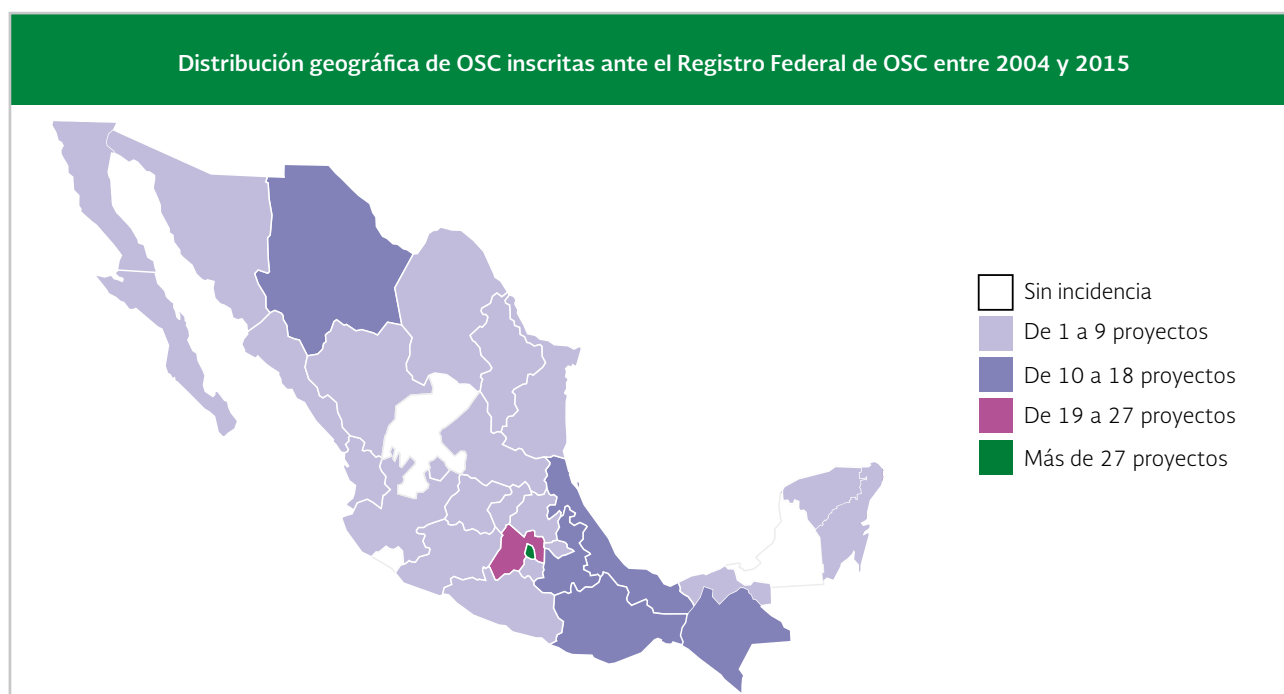 Distribución geográfica de OSC inscritas ante el Registro Federal de OSC entre 2004 y 2015
Sin incidencia
De 1 a 9 proyectos
De 10 a 18 proyectos
De 19 a 27 proyectos
Más de 27 proyectos